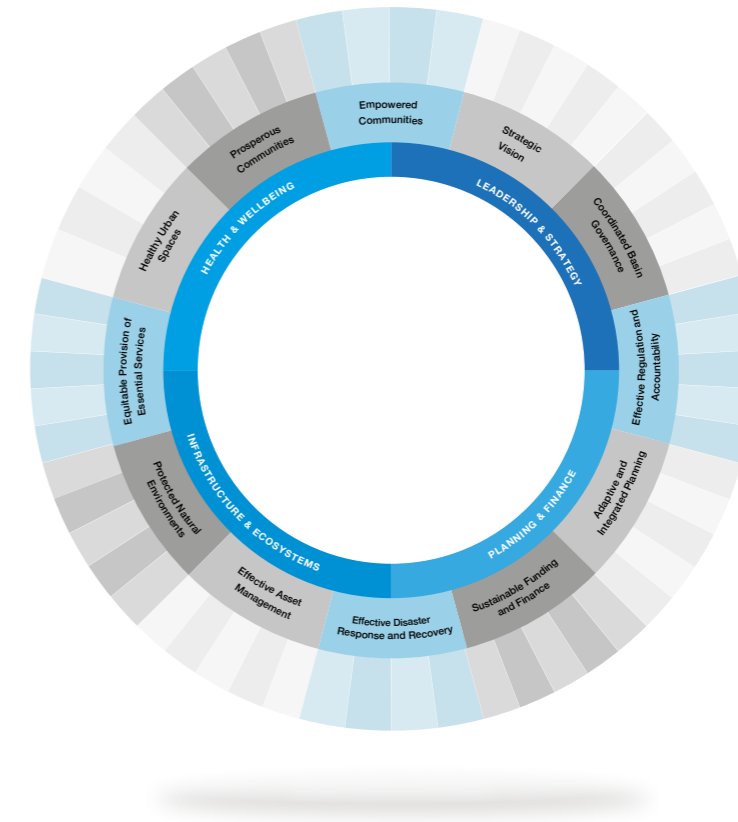 Empowered
Communities
Strategic
Vision
Coordinated Basin
Governance
Effective Regulation and
Accountability
Adaptive and
Integrated Planning
Sustainable Funding
and Finance
Effective Disaster
Response and Recovery
Effective Asset
Management
Protected Natural
Environments
Equitable Provision of
Essential Services
Healthy Urban
Spaces
Prosperous
Communities
LEADERSHIP & STRATEGY
PLANNING & FINANCE
INFRASTRUCTURE & ECOSYSTEMS
HEALTH & WELLBEING